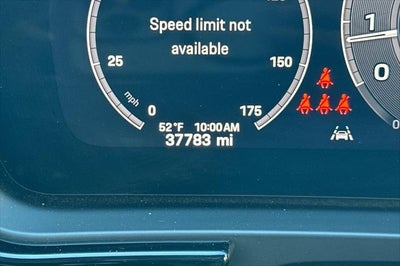 Speed limit not
available
25
150
mph
0
175
1
0
52°F 10:00AM
37783 mi